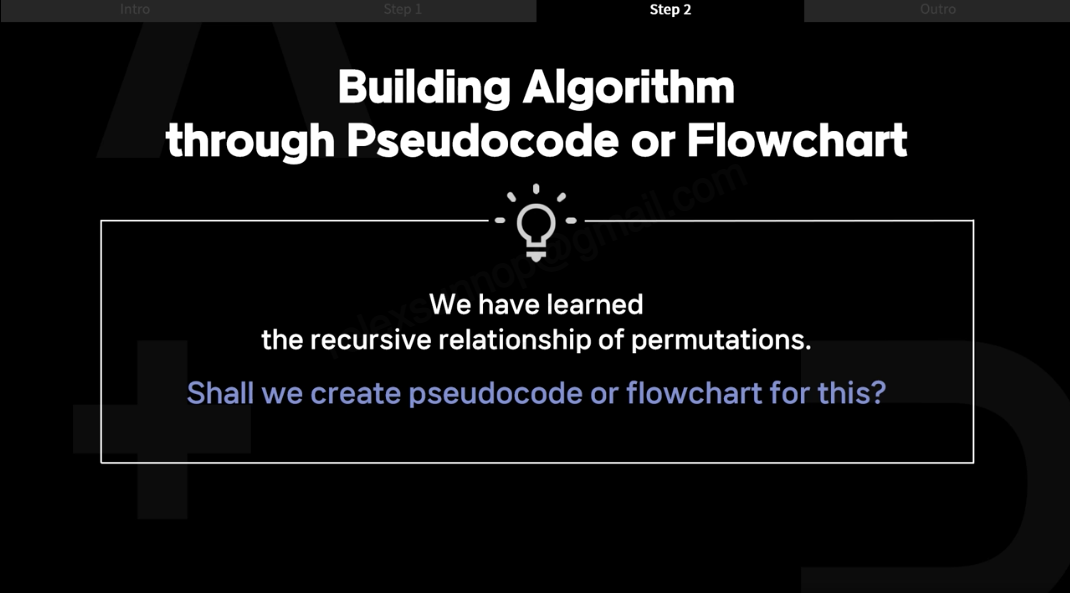 Intro
Step 1
Step 2
Outro
Building Algorithm
through Pseudocode or Flowchart
We have learned
the recursive relationship of permutations.
Shall we create pseudocode or flowchart for this?